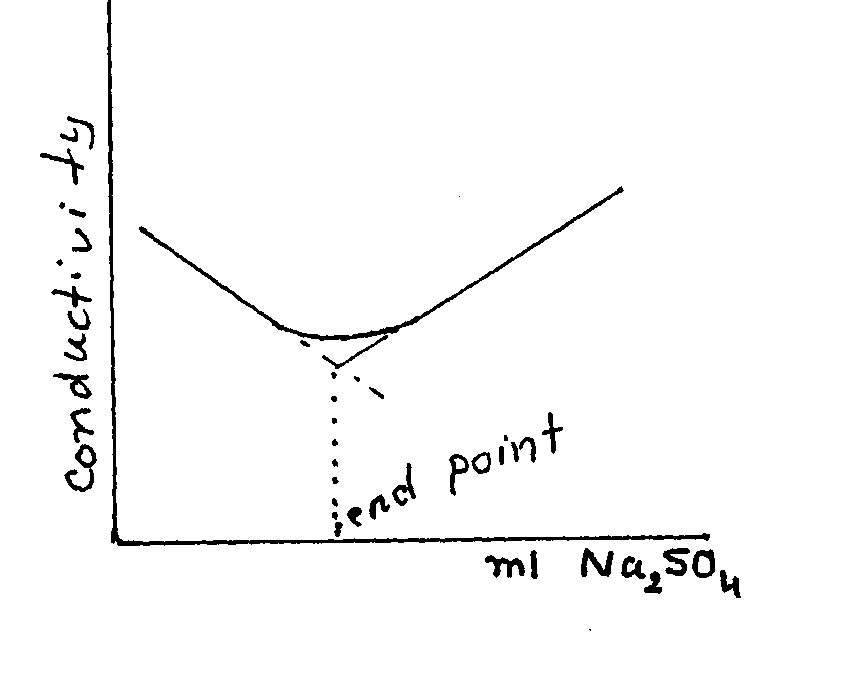 conductivity
end point
ml Na₂SO₄